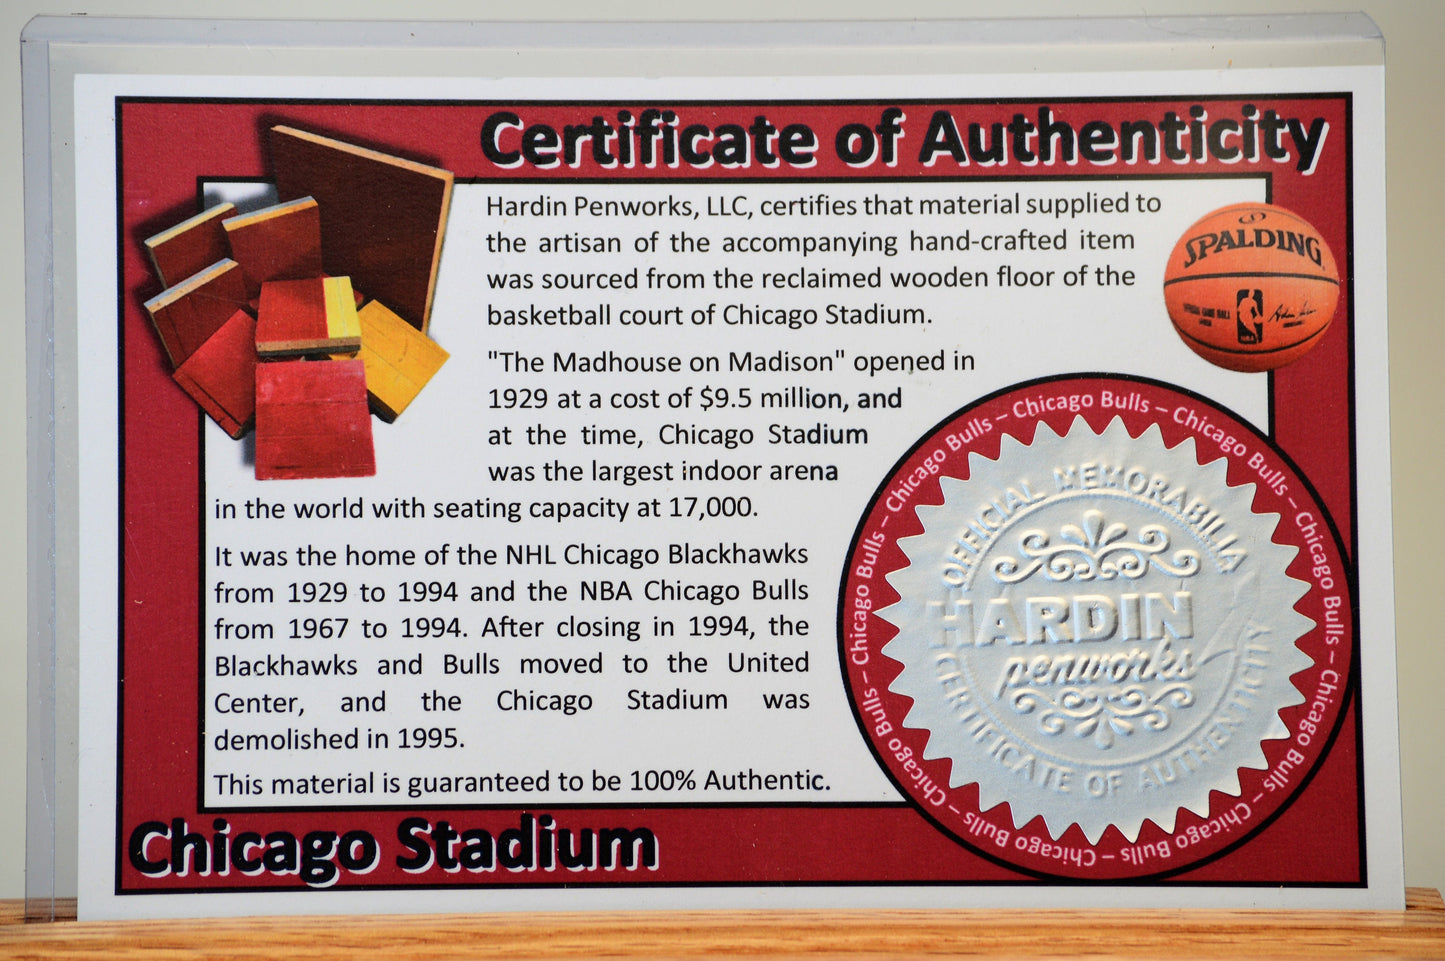 Certificate of Authenticity
Hardin Penworks, LLC, certifies that material supplied to
the artisan of the accompanying hand-crafted item
was sourced from the reclaimed wooden floor of the
basketball court of Chicago Stadium.
SPALDING
NBA
"The Madhouse on Madison" opened in
1929 at a cost of $9.5 million, and
at the time, Chicago Stadium
was the largest indoor arena
in the world with seating capacity at 17,000.
It was the home of the NHL Chicago Blackhawks
from 1929 to 1994 and the NBA Chicago Bulls
from 1967 to 1994. After closing in 1994, the
Blackhawks and Bulls moved to the United
Center, and the Chicago Stadium was
demolished in 1995.
This material is guaranteed to be 100% Authentic.
Chicago Bulls – Chicago Bulls – Chicago Bulls – Chicago Bulls – Chicago Bulls – Chicago Bulls – Chicago Bulls – Chicago Bulls – Chicago Bulls – Chicago Bulls – Chicago Bulls –
OFFICIAL MEMORABILIA
HARDIN
penworks
CERTIFICATE OF AUTHENTICITY
Chicago Stadium